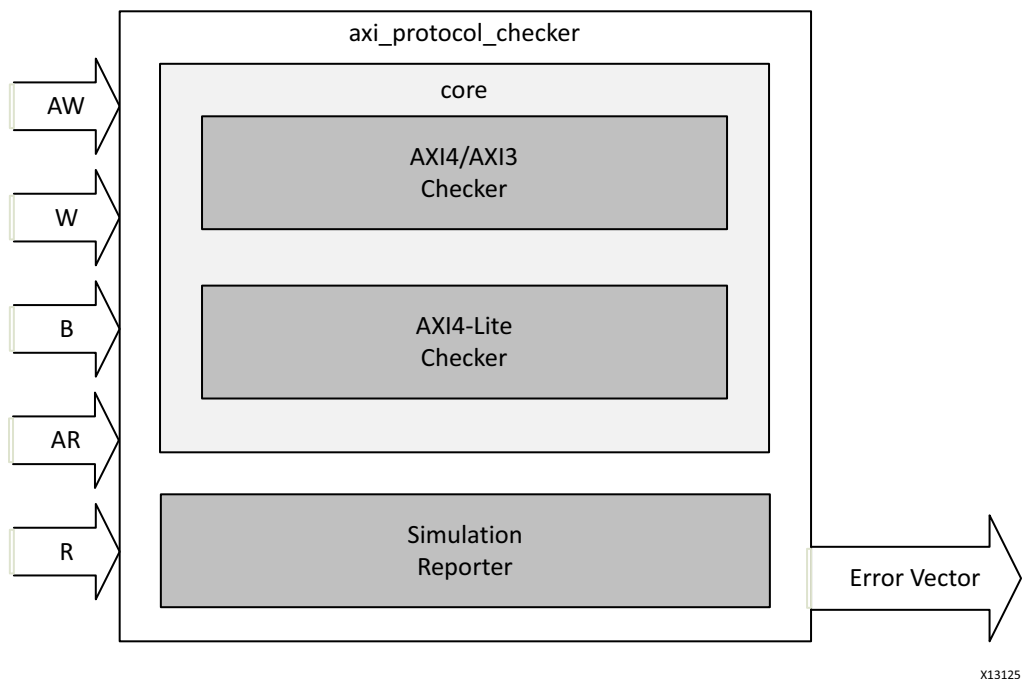 axi_protocol_checker
core
AW
AXI4/AXI3
Checker
W
B
AXI4-Lite
Checker
AR
R
Simulation
Reporter
Error Vector
X13125